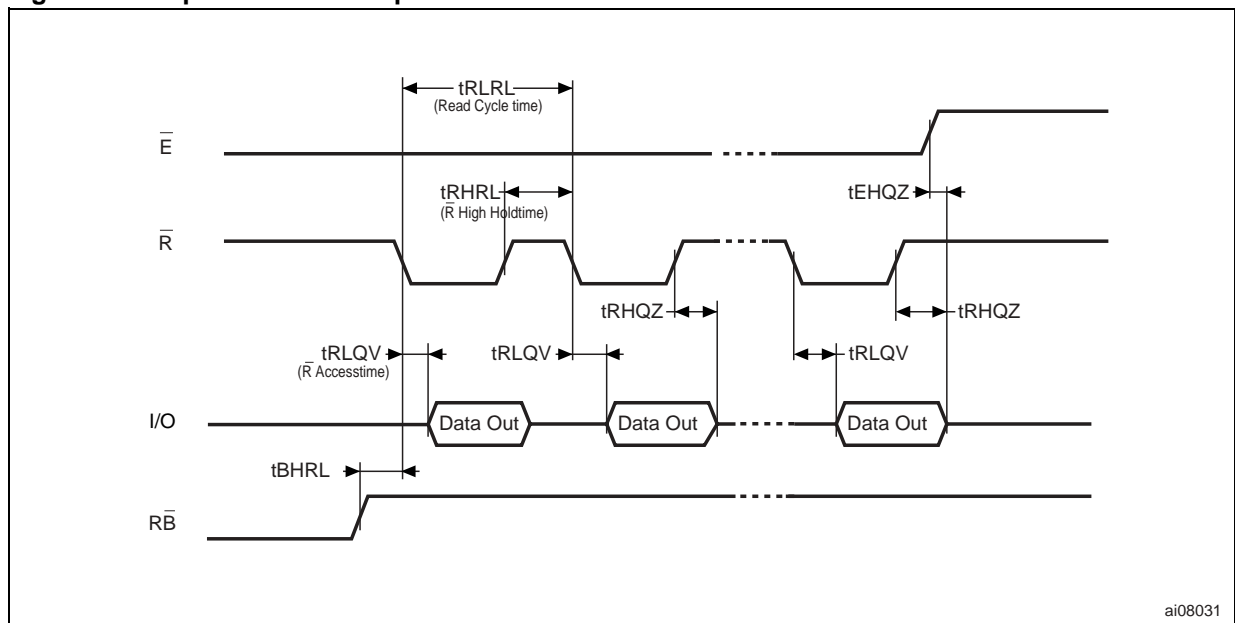 tRLRL
(Read Cycle time)
E̅
tRHRL
(R̅ High Holdtime)
tEHQZ
R̅
tRHQZ
tRHQZ
tRLQV
(R̅ Accesstime)
tRLQV
tRLQV
I/O
Data Out
Data Out
Data Out
tBHRL
RB̅
ai08031